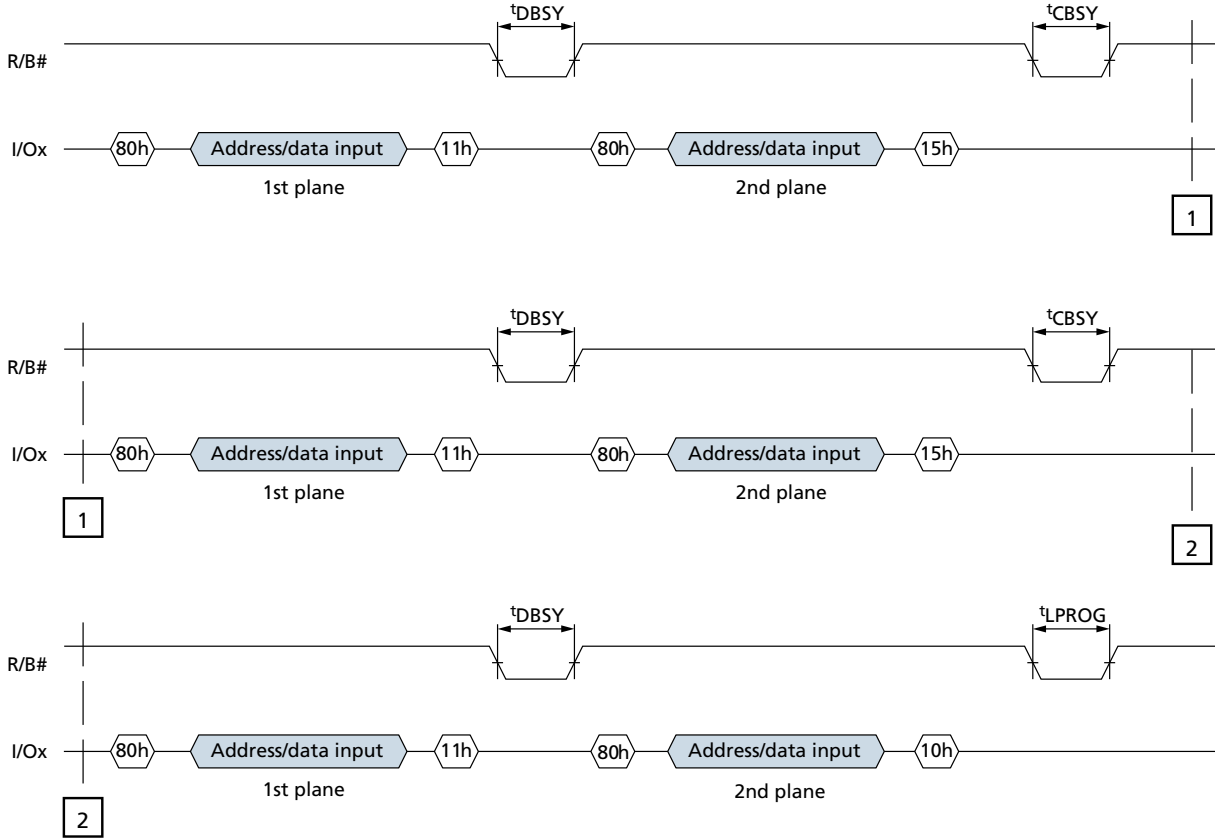 tDBSY tCBSY
R/B#
I/Ox 80h Address/data input 11h 80h Address/data input 15h
1st plane 2nd plane
1
tDBSY tCBSY
R/B#
I/Ox 80h Address/data input 11h 80h Address/data input 15h
1st plane 2nd plane
1
2
tDBSY tLPROG
R/B#
I/Ox 80h Address/data input 11h 80h Address/data input 10h
1st plane 2nd plane
2